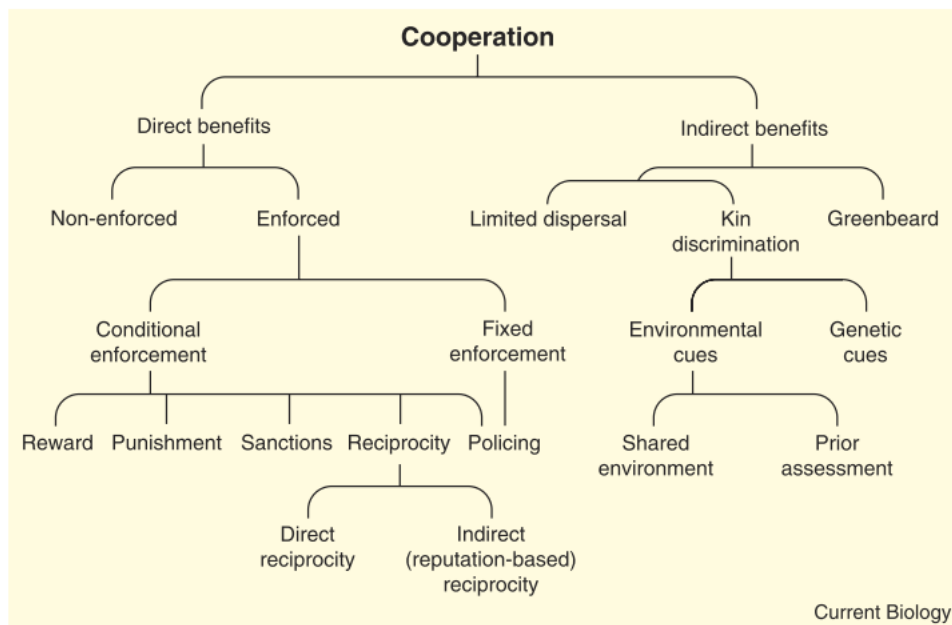 Cooperation
Direct benefits
Indirect benefits
Non-enforced
Enforced
Limited dispersal
Kin
discrimination
Greenbeard
Conditional
enforcement
Fixed
enforcement
Environmental
cues
Genetic
cues
Reward
Punishment
Sanctions
Reciprocity
Policing
Shared
environment
Prior
assessment
Direct
reciprocity
Indirect
(reputation-based)
reciprocity
Current Biology